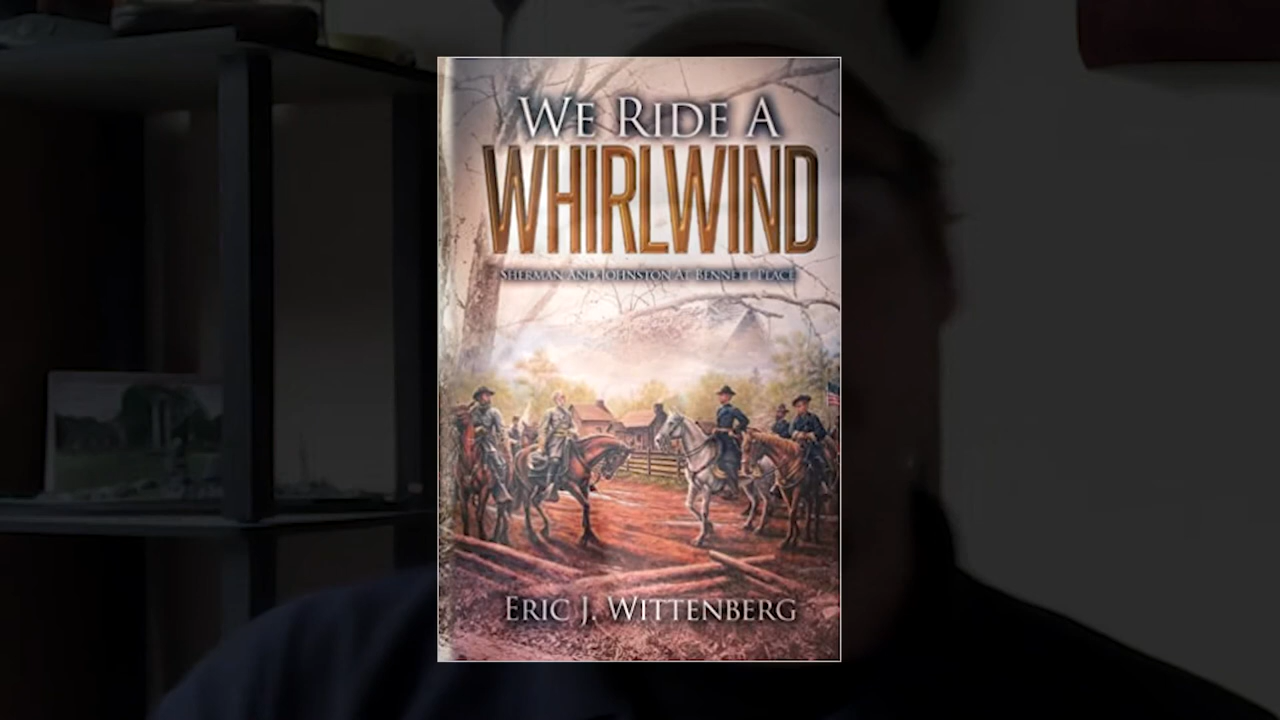 WE RIDE A
WHIRLWIND
SHERMAN AND JOHNSTON AT BENNETT PLACE
ERIC J. WITTENBERG